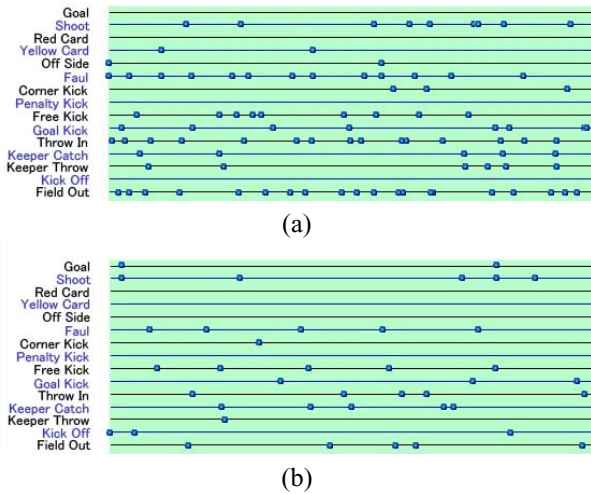 Goal
Shoot
Red Card
Yellow Card
Off Side
Faul
Corner Kick
Penalty Kick
Free Kick
Goal Kick
Throw In
Keeper Catch
Keeper Throw
Kick Off
Field Out
(a)
Goal
Shoot
Red Card
Yellow Card
Off Side
Faul
Corner Kick
Penalty Kick
Free Kick
Goal Kick
Throw In
Keeper Catch
Keeper Throw
Kick Off
Field Out
(b)